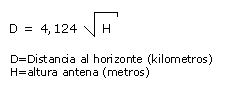 D = 4,124 √H
D=Distancia al horizonte (kilometros)
H=altura antena (metros)